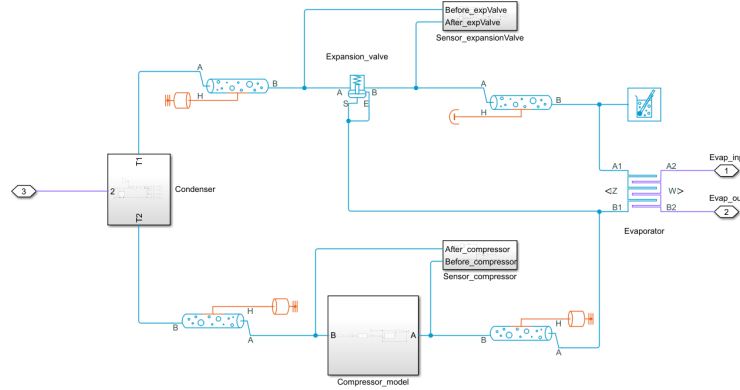 Before_expValve
After_expValve
Sensor_expansionValve
Expansion_valve
A
B
H
A
B
S
E
A
B
H
T1
2
T2
Condenser
3
A1
A2
<Z
W>
B1
B2
Evaporator
1
Evap_ou
2
After_compressor
Before_compressor
Sensor_compressor
H
B
A
B
A
Compressor_model
H
B
A